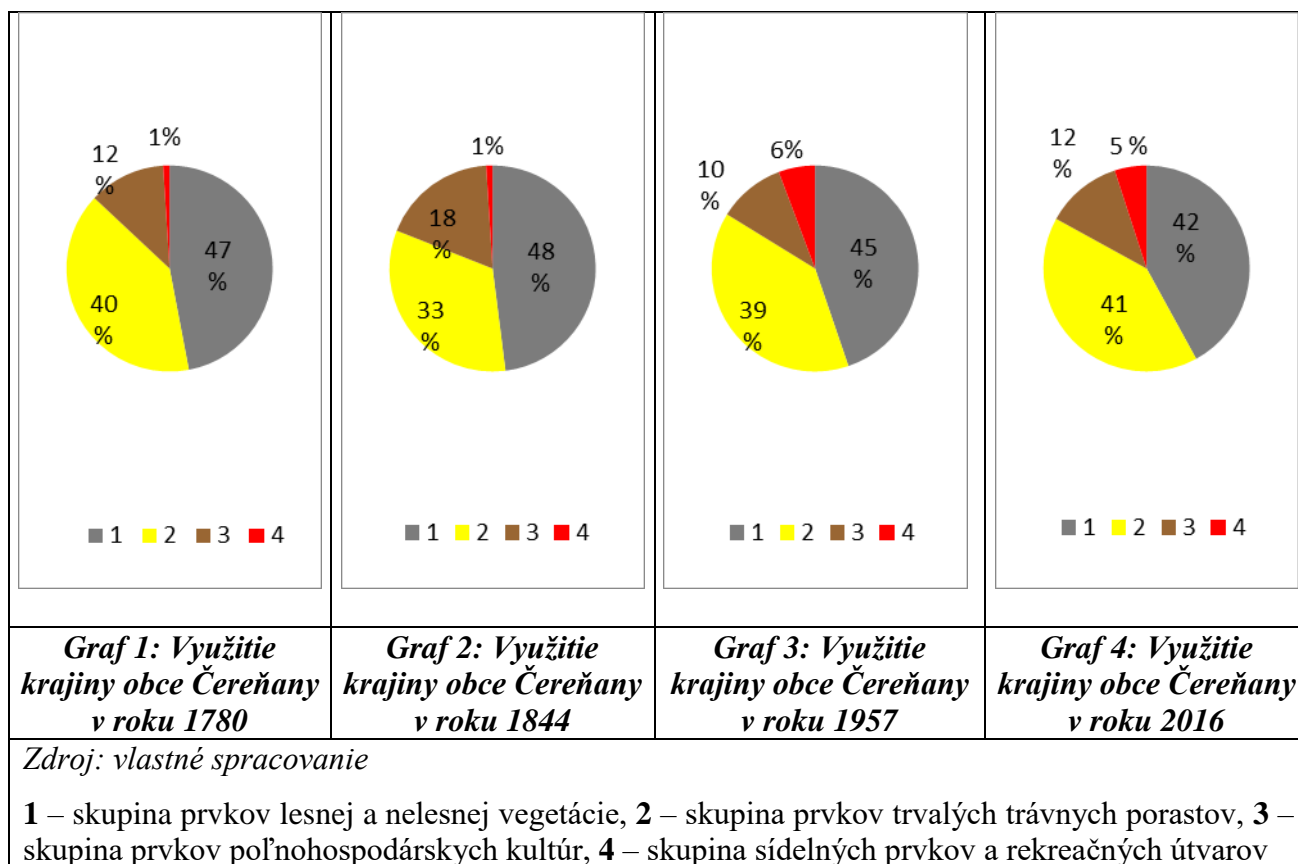 1%
12
%
47
%
40
%
1 2 3 4
1%
18
%
48
%
33
%
1 2 3 4
6%
10
%
45
%
39
%
1 2 3 4
5 %
12
%
42
%
41
%
1 2 3 4
Graf 1: Využitie
krajiny obce Čereňany
v roku 1780
Graf 2: Využitie
krajiny obce Čereňany
v roku 1844
Graf 3: Využitie
krajiny obce Čereňany
v roku 1957
Graf 4: Využitie
krajiny obce Čereňany
v roku 2016
Zdroj: vlastné spracovanie
1 – skupina prvkov lesnej a nelesnej vegetácie, 2 – skupina prvkov trvalých trávnych porastov, 3 –
skupina prvkov poľnohospodárskych kultúr, 4 – skupina sídelných prvkov a rekreačných útvarov